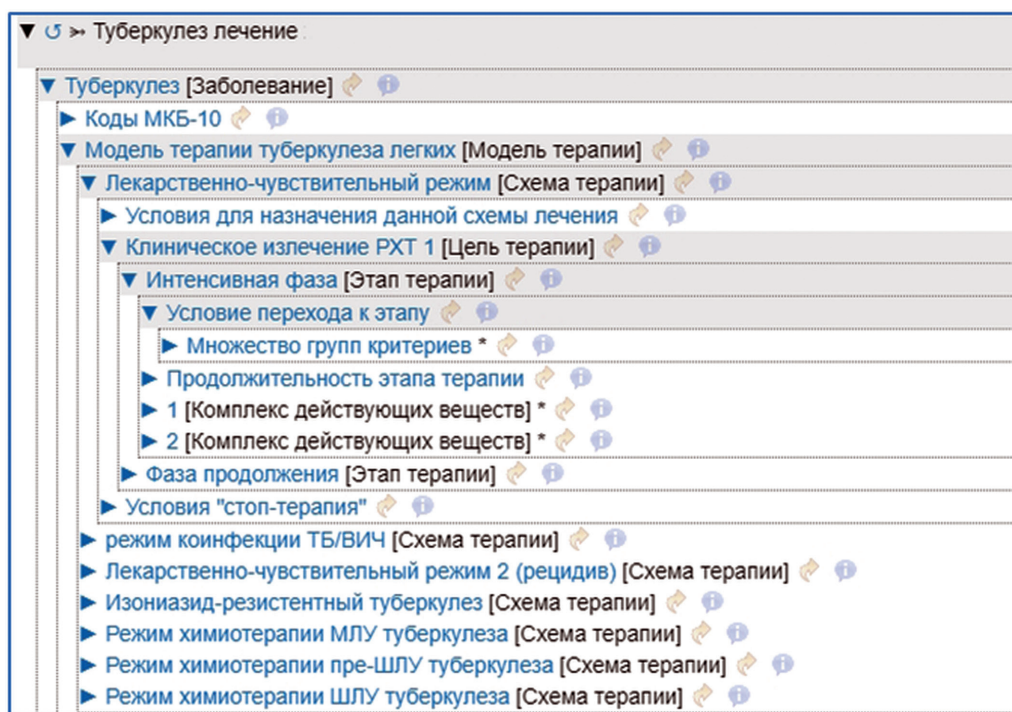 Туберкулез лечение
Туберкулез [Заболевание]
Коды МКБ-10
Модель терапии туберкулеза легких [Модель терапии]
Лекарственно-чувствительный режим [Схема терапии]
Условия для назначения данной схемы лечения
Клиническое излечение РХТ 1 [Цель терапии]
Интенсивная фаза [Этап терапии]
Условие перехода к этапу
Множество групп критериев *
Продолжительность этапа терапии
1 [Комплекс действующих веществ] *
2 [Комплекс действующих веществ] *
Фаза продолжения [Этап терапии]
Условия "стоп-терапия"
режим коинфекции ТБ/ВИЧ [Схема терапии]
Лекарственно-чувствительный режим 2 (рецидив) [Схема терапии]
Изониазид-резистентный туберкулез [Схема терапии]
Режим химиотерапии МЛУ туберкулеза [Схема терапии]
Режим химиотерапии пре-ШЛУ туберкулеза [Схема терапии]
Режим химиотерапии ШЛУ туберкулеза [Схема терапии]